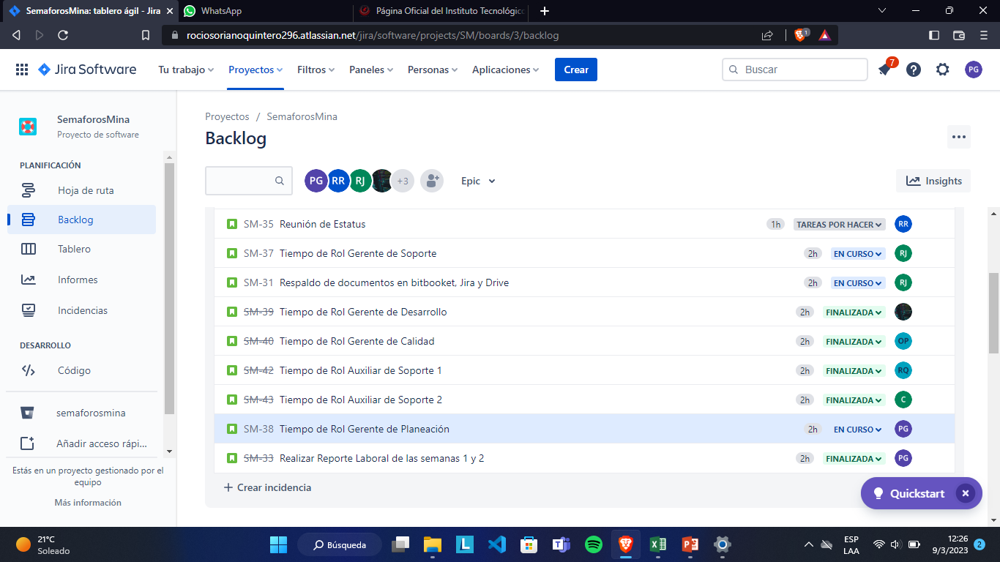 SemaforosMina: tablero ágil - Jira
WhatsApp
Página Oficial del Instituto Tecnológico
rociosorianoquintero296.atlassian.net/jira/software/projects/SM/boards/3/backlog
1
Jira Software
Tu trabajo
Proyectos
Filtros
Paneles
Personas
Aplicaciones
Crear
Buscar
7
PG
SemaforosMina
Proyecto de software
PLANIFICACIÓN
Hoja de ruta
Backlog
Tablero
Informes
Incidencias
DESARROLLO
Código
semaforosmina
Añadir acceso rápi...
Estás en un proyecto gestionado por el
equipo
Más información
Proyectos / SemaforosMina
Backlog
PG RR RJ +3
Epic
Insights
SM-35 Reunión de Estatus 1h TAREAS POR HACER RR
SM-37 Tiempo de Rol Gerente de Soporte 2h EN CURSO RJ
SM-31 Respaldo de documentos en bitbooket, Jira y Drive 2h EN CURSO RJ
SM-39 Tiempo de Rol Gerente de Desarrollo 2h FINALIZADA
SM-40 Tiempo de Rol Gerente de Calidad 2h FINALIZADA OP
SM-42 Tiempo de Rol Auxiliar de Soporte 1 2h FINALIZADA RQ
SM-43 Tiempo de Rol Auxiliar de Soporte 2 2h FINALIZADA C
SM-38 Tiempo de Rol Gerente de Planeación 2h EN CURSO PG
SM-33 Realizar Reporte Laboral de las semanas 1 y 2 2h FINALIZADA PG
+ Crear incidencia
Quickstart
21°C
Soleado
Búsqueda
ESP
LAA
12:26
9/3/2023
2